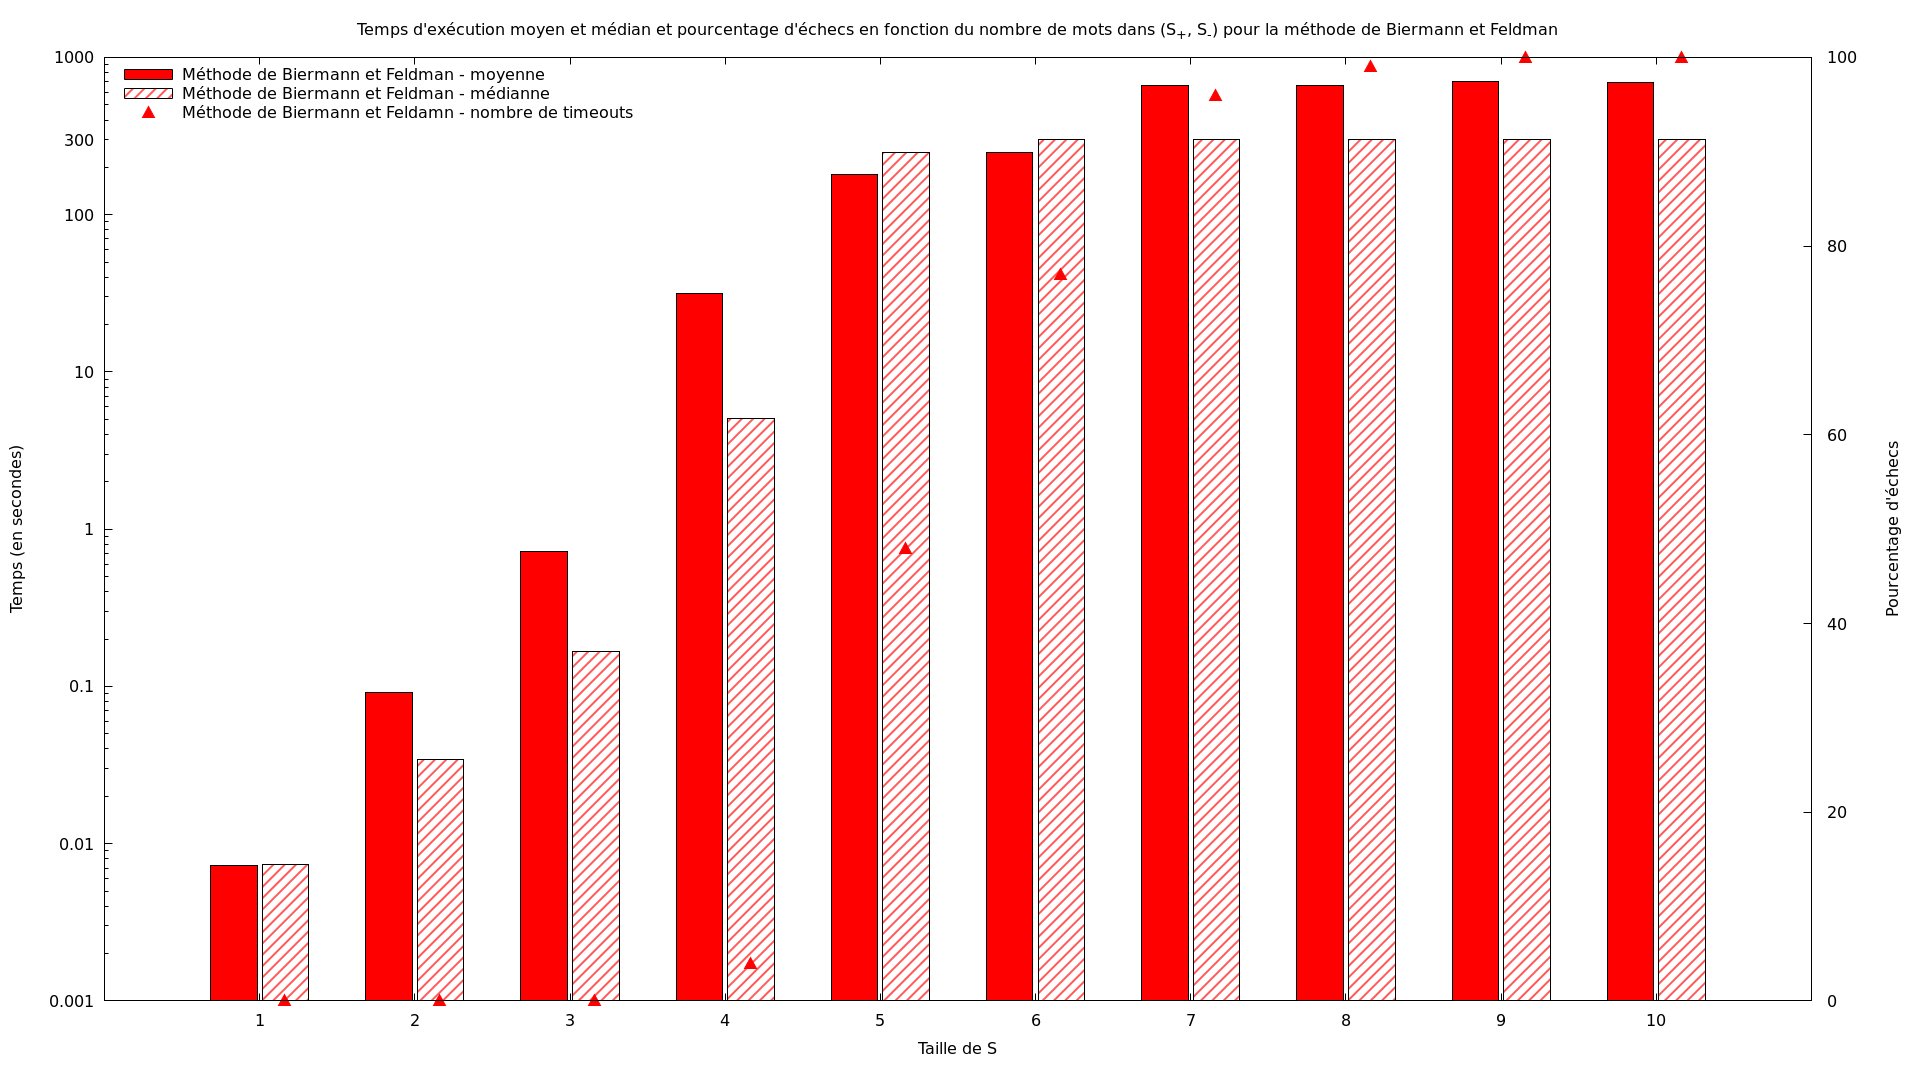 Temps d'exécution moyen et médian et pourcentage d'échecs en fonction du nombre de mots dans (S+, S-) pour la méthode de Biermann et Feldman
Méthode de Biermann et Feldman - moyenne
Méthode de Biermann et Feldman - médianne
Méthode de Biermann et Feldamn - nombre de timeouts
1000
300
100
10
1
0.1
0.01
0.001
Temps (en secondes)
100
80
60
40
20
0
Pourcentage d'échecs
1 2 3 4 5 6 7 8 9 10
Taille de S